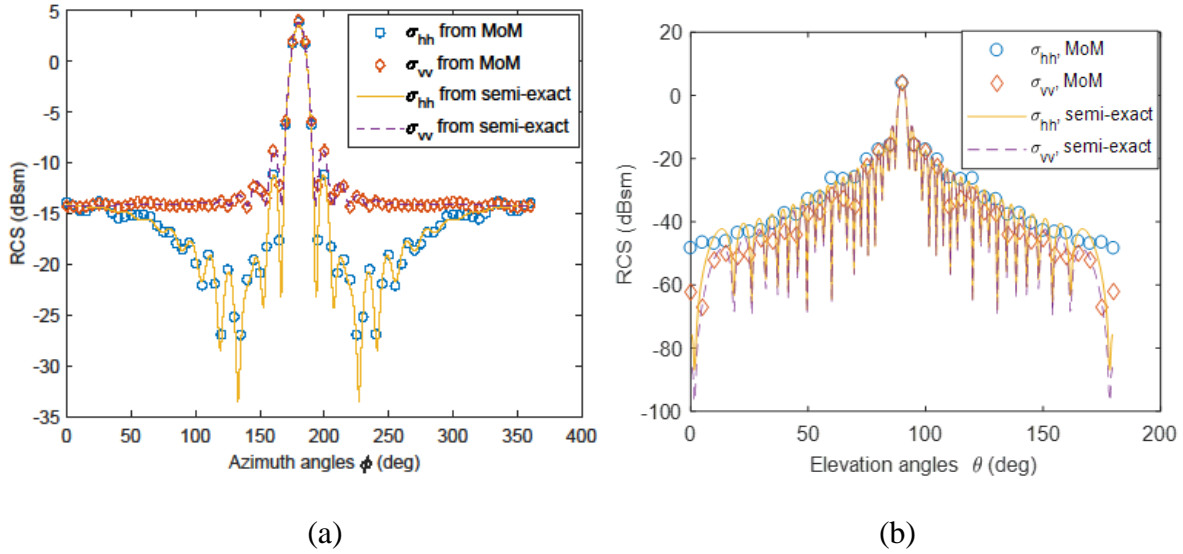 5
0
-5
-10
-15
-20
-25
-30
-35
RCS (dBsm)
0 50 100 150 200 250 300 350 400
Azimuth angles ϕ (deg)
σhh from MoM
σvv from MoM
σhh from semi-exact
σvv from semi-exact
(a)
20
0
-20
-40
-60
-80
-100
RCS (dBsm)
0 50 100 150 200
Elevation angles θ (deg)
σhh, MoM
σvv, MoM
σhh, semi-exact
σvv, semi-exact
(b)